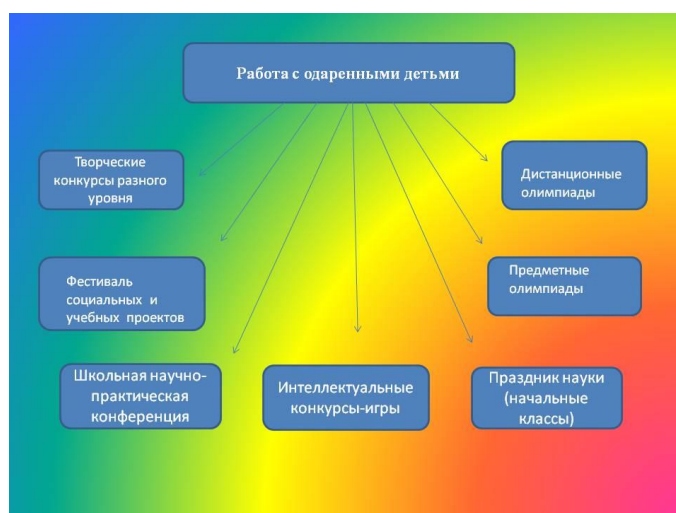 Работа с одаренными детьми
Творческие
конкурсы разного
уровня
Дистанционные
олимпиады
Фестиваль
социальных и
учебных проектов
Предметные
олимпиады
Школьная научно-
практическая
конференция
Интеллектуальные
конкурсы-игры
Праздник науки
(начальные
классы)